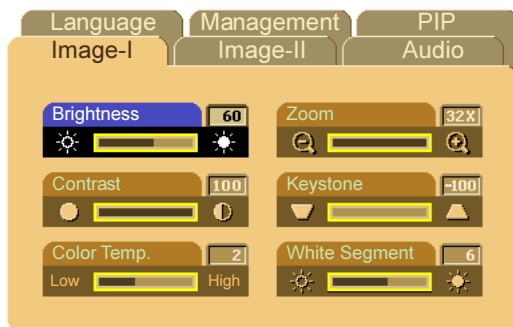 Language Management PIP
Image-I Image-II Audio
Brightness 60
Zoom 32X
Contrast 100
Keystone -100
Color Temp. 2
Low High
White Segment 6